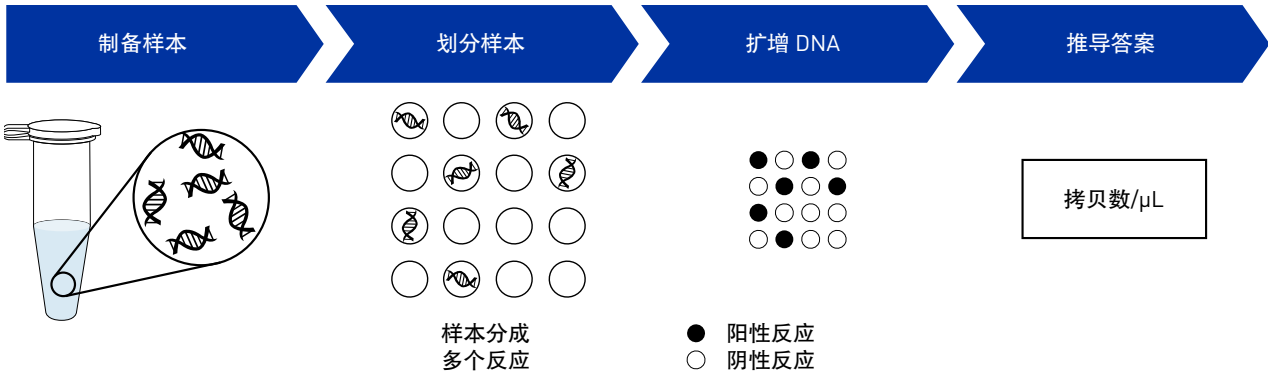 制备样本
划分样本
扩增 DNA
推导答案
拷贝数/μL
样本分成
多个反应
阳性反应
阴性反应